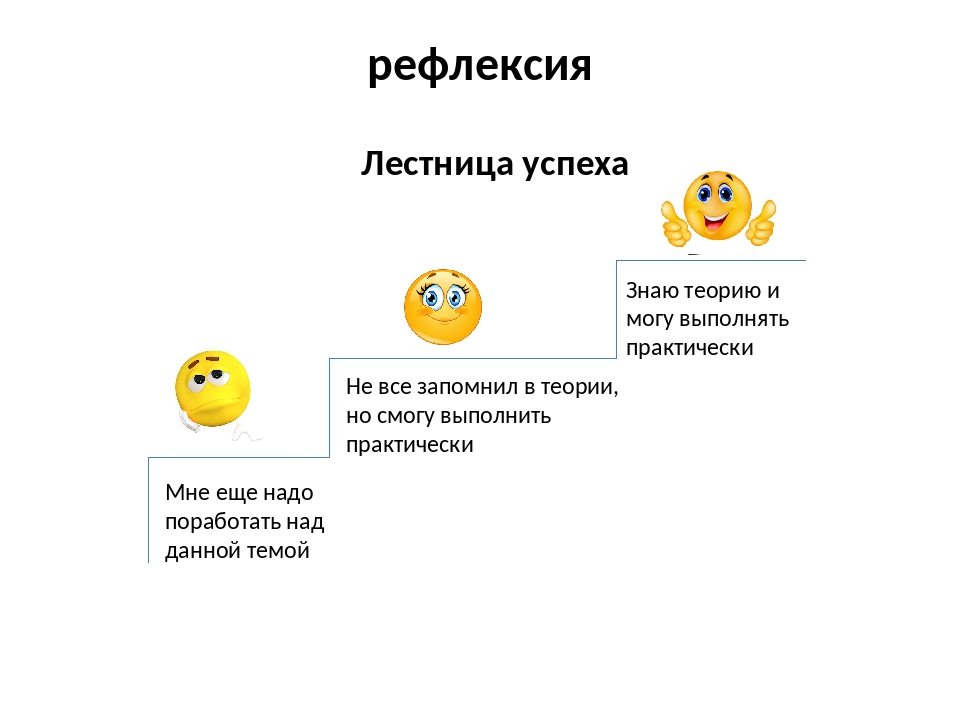 рефлексия
Лестница успеха
Знаю теорию и
могу выполнять
практически
Не все запомнил в теории,
но смогу выполнить
практически
Мне еще надо
поработать над
данной темой